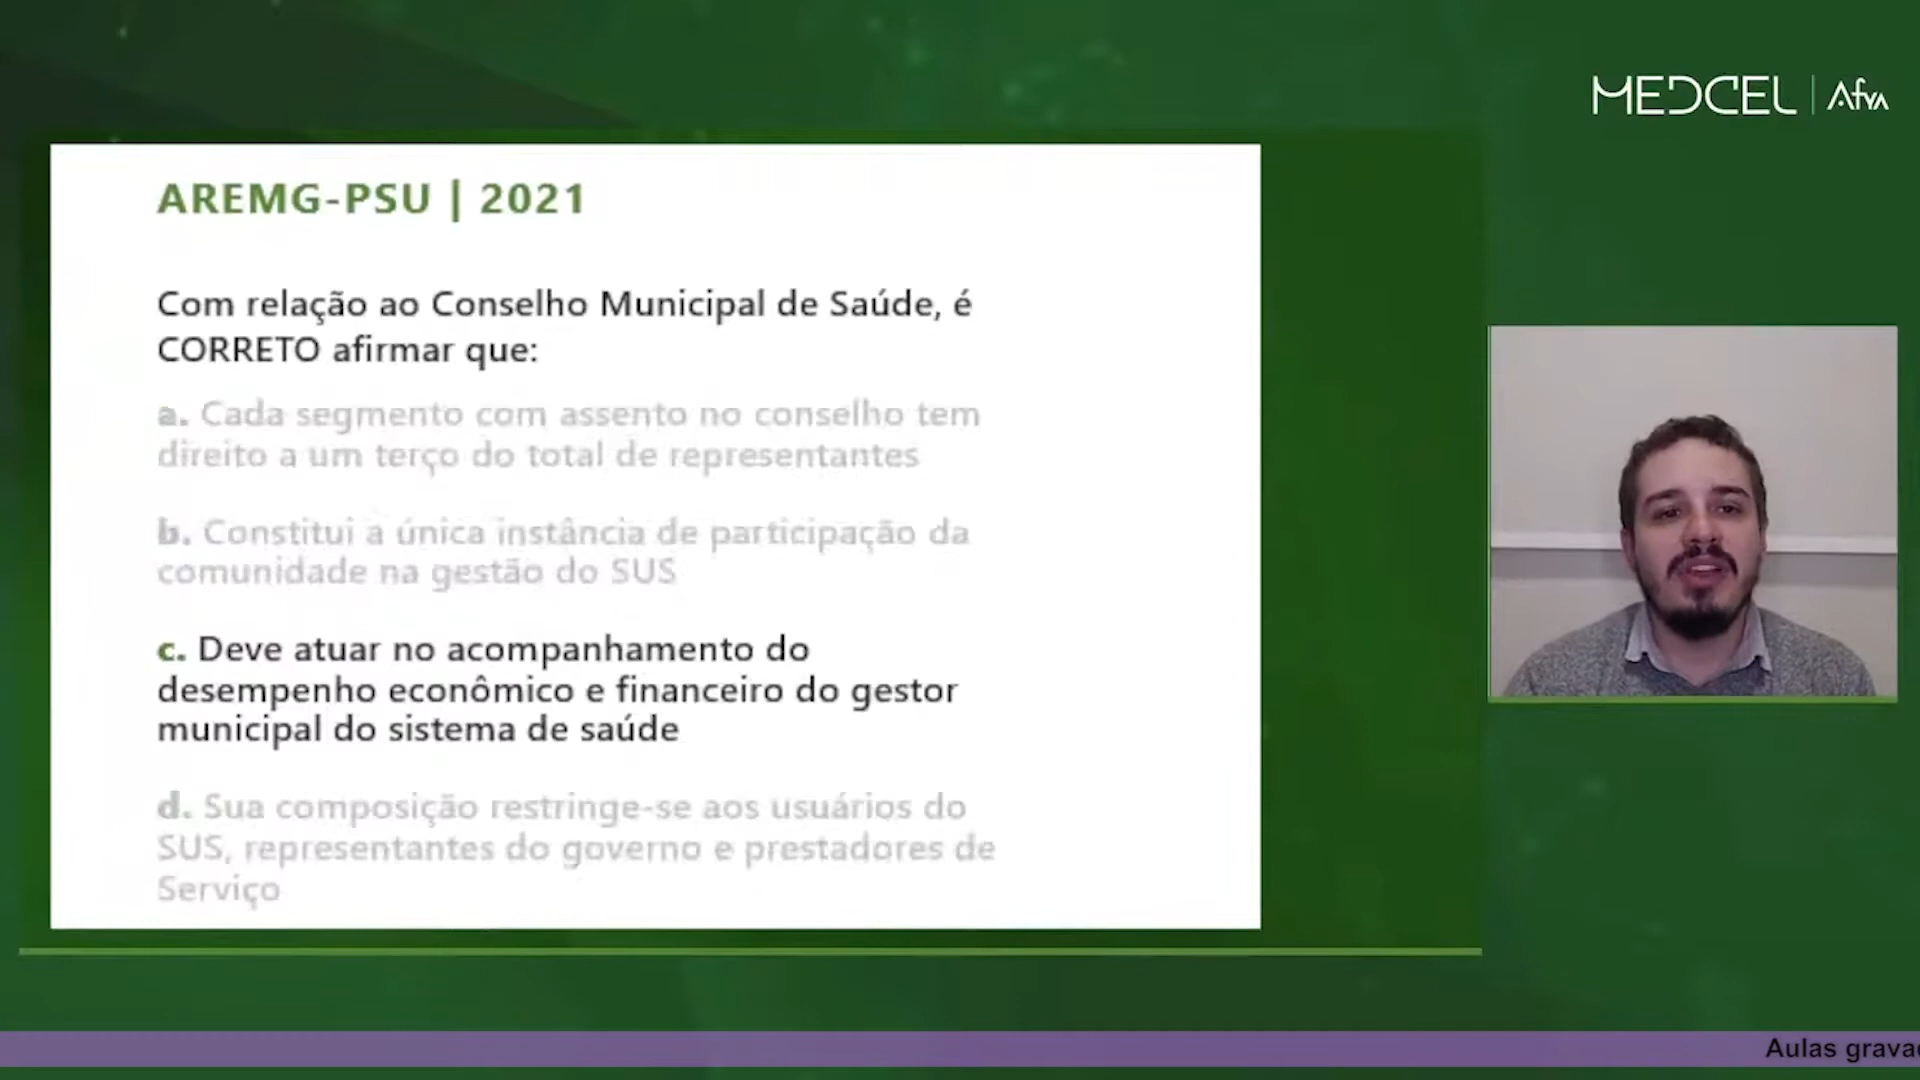 MEDCEL | Afya
AREMG-PSU | 2021
Com relação ao Conselho Municipal de Saúde, é
CORRETO afirmar que:
a. Cada segmento com assento no conselho tem
direito a um terço do total de representantes
b. Constitui a única instância de participação da
comunidade na gestão do SUS
c. Deve atuar no acompanhamento do
desempenho econômico e financeiro do gestor
municipal do sistema de saúde
d. Sua composição restringe-se aos usuários do
SUS, representantes do governo e prestadores de
Serviço
Aulas